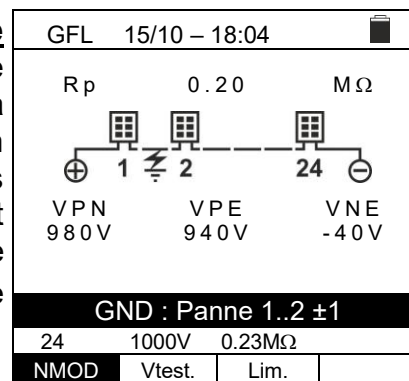 GFL 15/10 – 18:04
Rp 0.20 MΩ
1 2 24
VPN VPE VNE
980V 940V -40V
GND : Panne 1..2 ±1
24 1000V 0.23MΩ
NMOD Vtest. Lim.